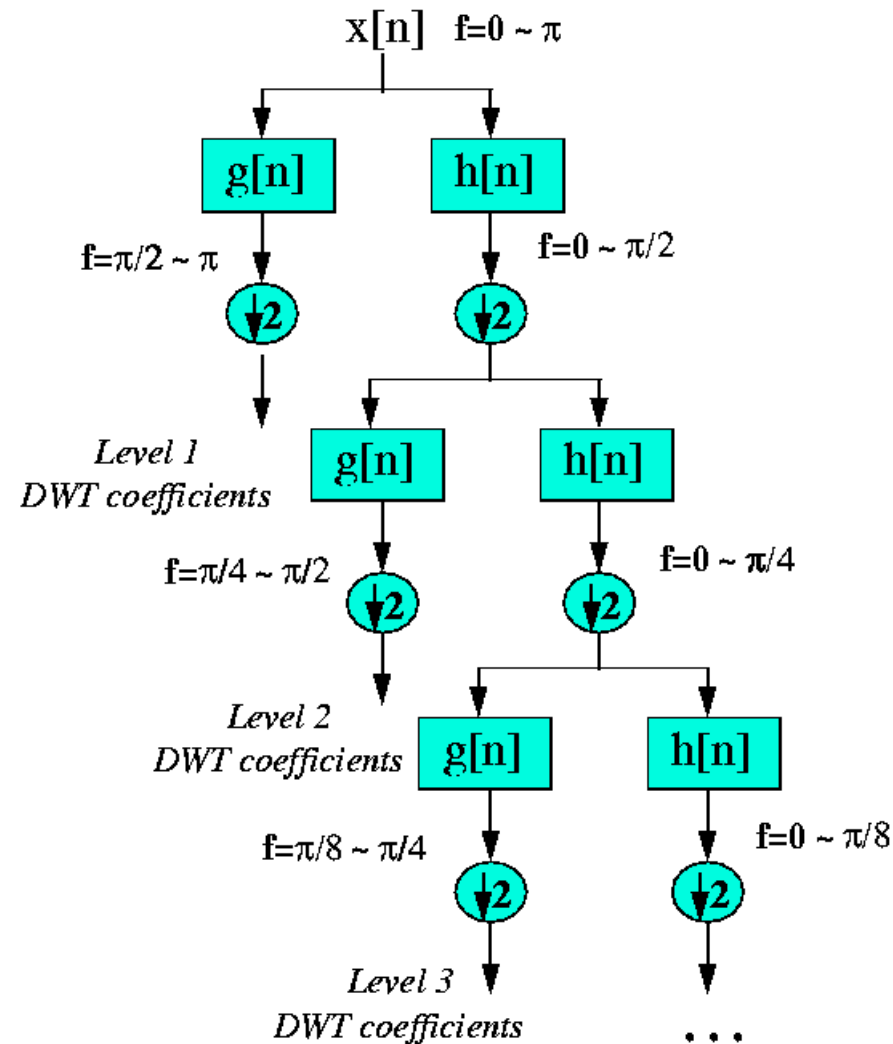 x[n] f=0 ~ π
g[n] h[n]
f=π/2 ~ π
f=0 ~ π/2
2 2
Level 1
DWT coefficients
g[n] h[n]
f=π/4 ~ π/2
f=0 ~ π/4
2 2
Level 2
DWT coefficients
g[n] h[n]
f=π/8 ~ π/4
f=0 ~ π/8
2 2
Level 3
DWT coefficients
...